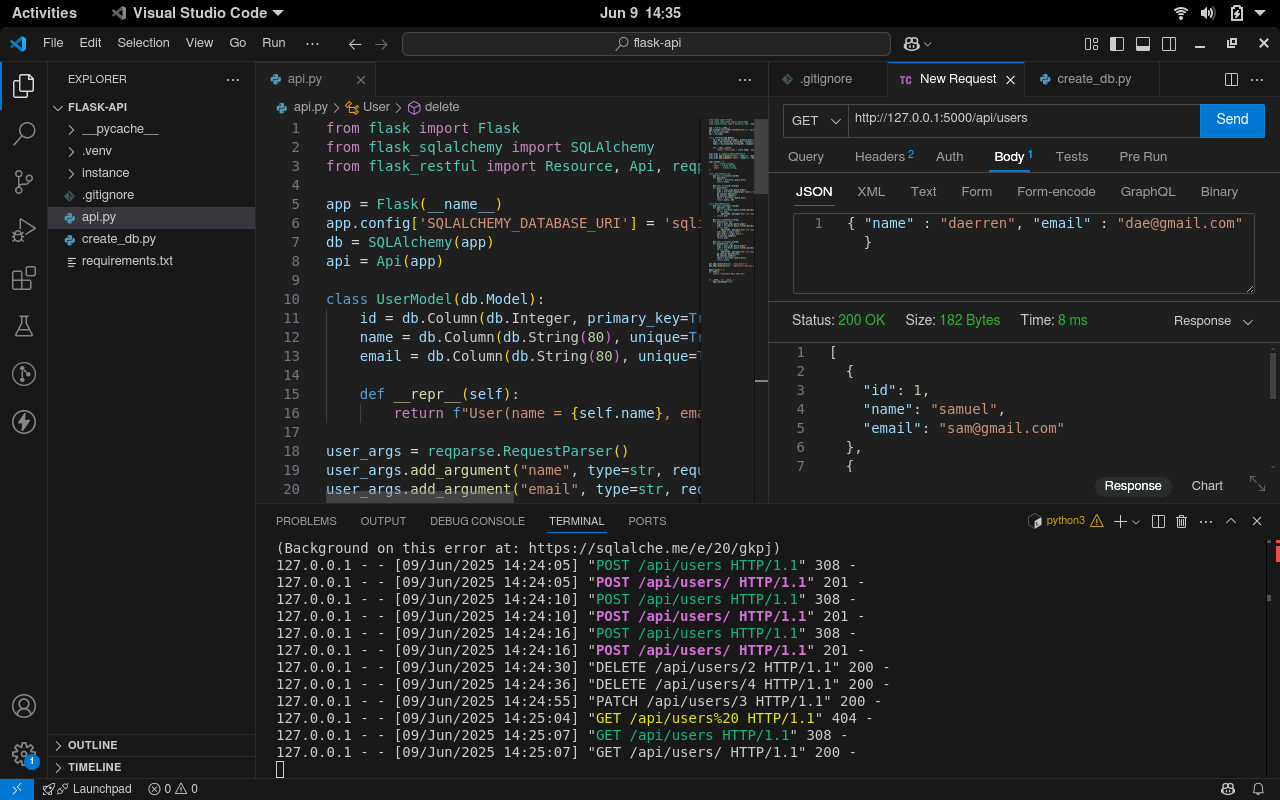 Activities Visual Studio Code Jun 9 14:35
File Edit Selection View Go Run ··· flask-api
EXPLORER
FLASK-API
__pycache__
.venv
instance
.gitignore
api.py
create_db.py
requirements.txt
OUTLINE
TIMELINE
1
api.py
api.py > User > delete
1 from flask import Flask
2 from flask_sqlalchemy import SQLAlchemy
3 from flask_restful import Resource, Api, reqp
4
5 app = Flask(__name__)
6 app.config['SQLALCHEMY_DATABASE_URI'] = 'sqli
7 db = SQLAlchemy(app)
8 api = Api(app)
9
10 class UserModel(db.Model):
11 id = db.Column(db.Integer, primary_key=Tr
12 name = db.Column(db.String(80), unique=Tr
13 email = db.Column(db.String(80), unique=T
14
15 def __repr__(self):
16 return f"User(name = {self.name}, ema
17
18 user_args = reqparse.RequestParser()
19 user_args.add_argument("name", type=str, requ
20 user_args.add_argument("email", type=str, req
.gitignore TC New Request create_db.py
GET http://127.0.0.1:5000/api/users Send
Query Headers 2 Auth Body 1 Tests Pre Run
JSON XML Text Form Form-encode GraphQL Binary
1 { "name" : "daerren", "email" : "dae@gmail.com"
}
Status: 200 OK Size: 182 Bytes Time: 8 ms Response
1 [
2 {
3 "id": 1,
4 "name": "samuel",
5 "email": "sam@gmail.com"
6 },
7 {
Response Chart
PROBLEMS OUTPUT DEBUG CONSOLE TERMINAL PORTS python3
(Background on this error at: https://sqlalche.me/e/20/gkpj)
127.0.0.1 - - [09/Jun/2025 14:24:05] "POST /api/users HTTP/1.1" 308 -
127.0.0.1 - - [09/Jun/2025 14:24:05] "POST /api/users/ HTTP/1.1" 201 -
127.0.0.1 - - [09/Jun/2025 14:24:10] "POST /api/users HTTP/1.1" 308 -
127.0.0.1 - - [09/Jun/2025 14:24:10] "POST /api/users/ HTTP/1.1" 201 -
127.0.0.1 - - [09/Jun/2025 14:24:16] "POST /api/users HTTP/1.1" 308 -
127.0.0.1 - - [09/Jun/2025 14:24:16] "POST /api/users/ HTTP/1.1" 201 -
127.0.0.1 - - [09/Jun/2025 14:24:30] "DELETE /api/users/2 HTTP/1.1" 200 -
127.0.0.1 - - [09/Jun/2025 14:24:36] "DELETE /api/users/4 HTTP/1.1" 200 -
127.0.0.1 - - [09/Jun/2025 14:24:55] "PATCH /api/users/3 HTTP/1.1" 200 -
127.0.0.1 - - [09/Jun/2025 14:25:04] "GET /api/users%20 HTTP/1.1" 404 -
127.0.0.1 - - [09/Jun/2025 14:25:07] "GET /api/users HTTP/1.1" 308 -
127.0.0.1 - - [09/Jun/2025 14:25:07] "GET /api/users/ HTTP/1.1" 200 -
Launchpad 0 0